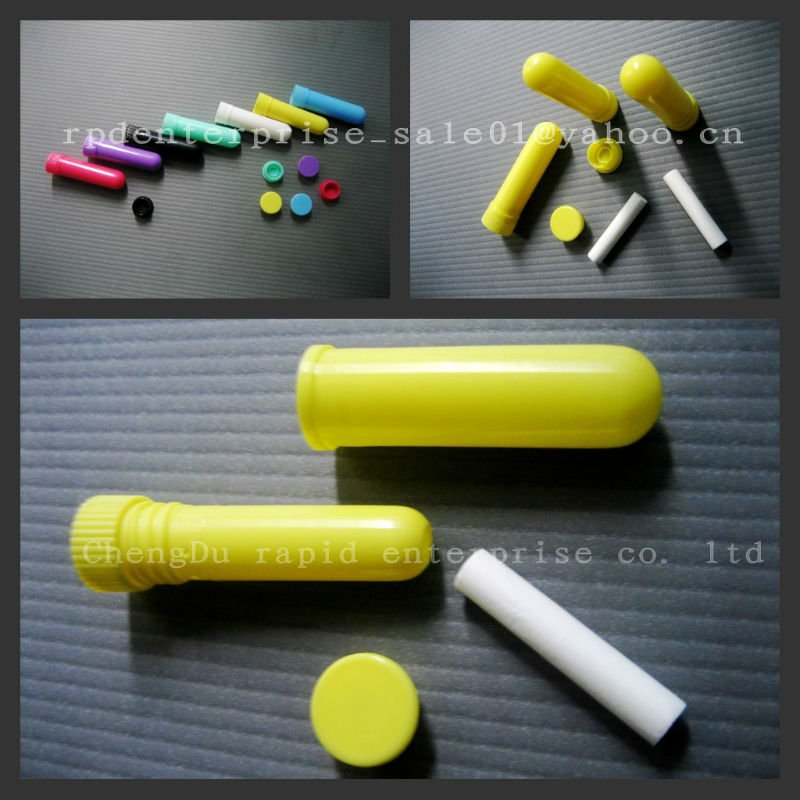 rpdenterprise_sale01@yahoo.cn
ChengDu rapid enterprise co. ltd